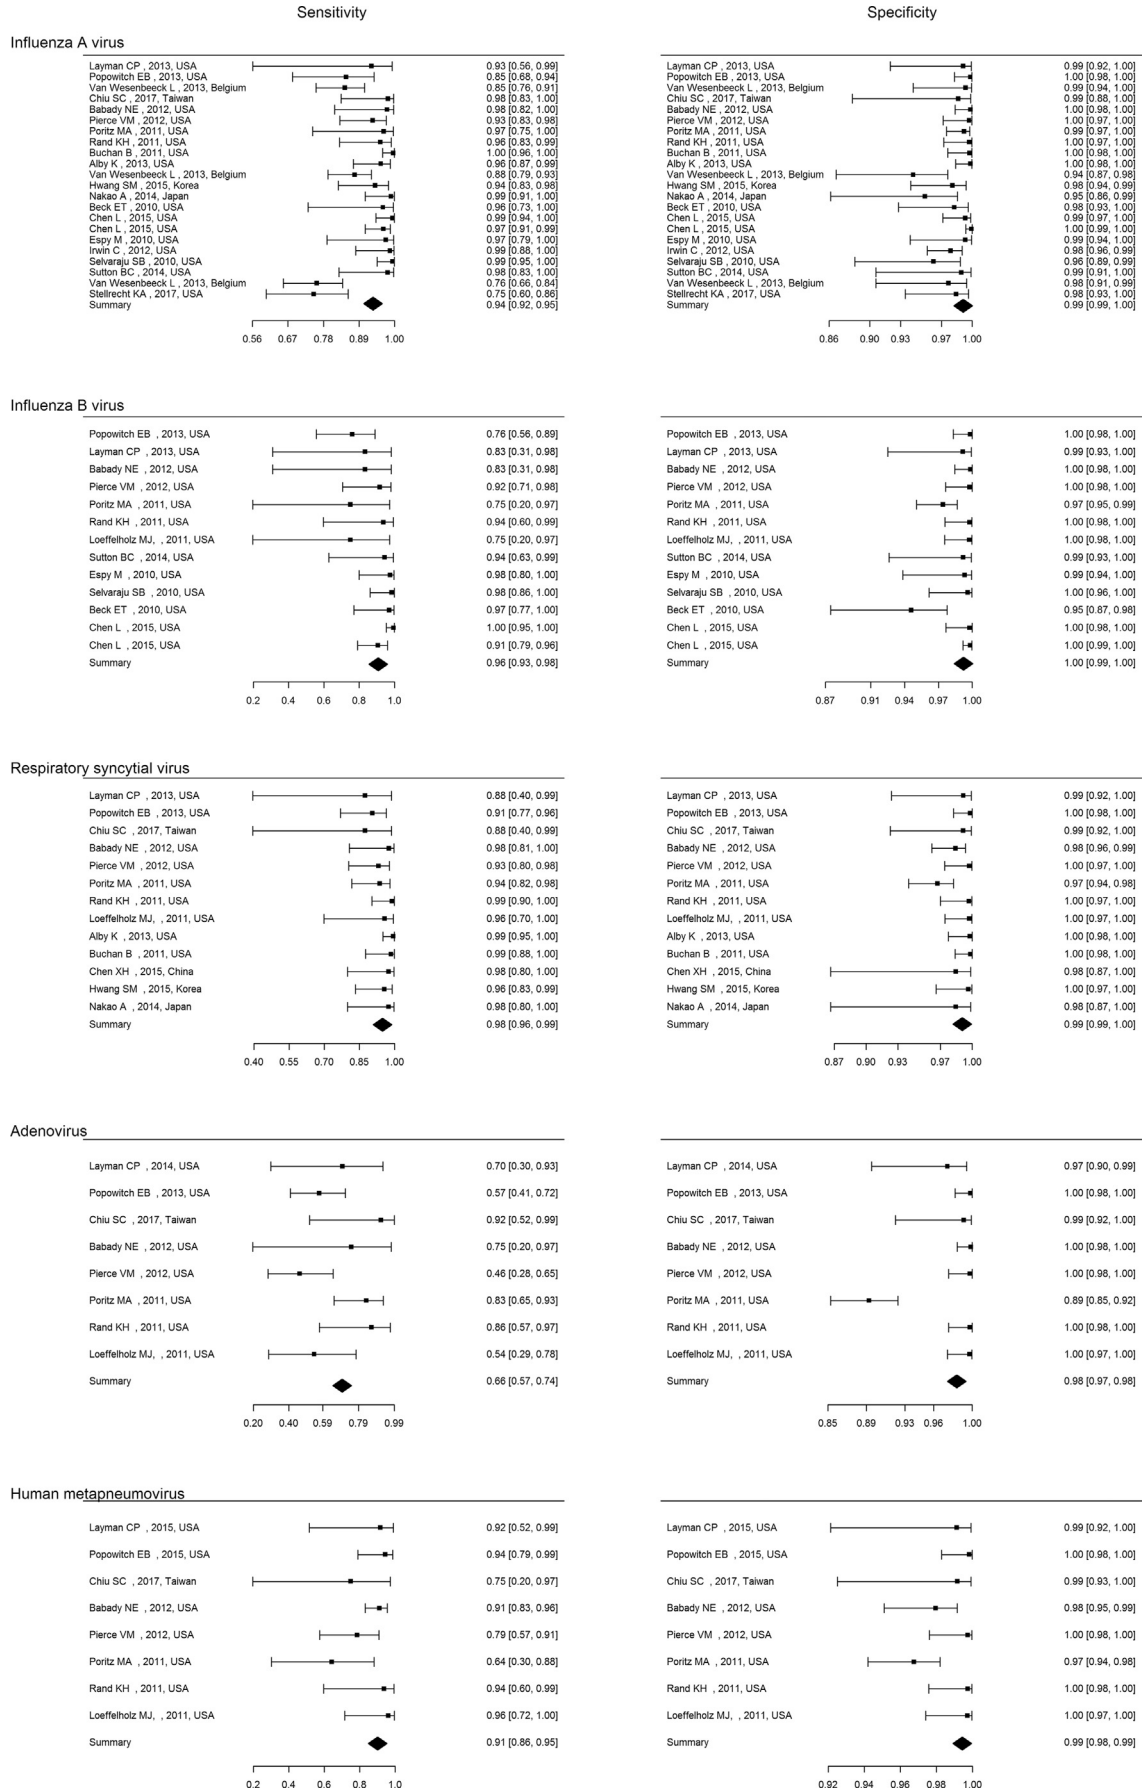 Sensitivity Specificity
Influenza A virus
Layman CP , 2013, USA 0.93 [0.56, 0.99] Layman CP , 2013, USA 0.99 [0.92, 1.00]
Popowitch EB , 2013, USA 0.85 [0.68, 0.94] Popowitch EB , 2013, USA 1.00 [0.98, 1.00]
Van Wesenbeeck L , 2013, Belgium 0.85 [0.76, 0.91] Van Wesenbeeck L , 2013, Belgium 0.99 [0.94, 1.00]
Chiu SC , 2017, Taiwan 0.98 [0.83, 1.00] Chiu SC , 2017, Taiwan 0.99 [0.88, 1.00]
Babady NE , 2012, USA 0.98 [0.82, 1.00] Babady NE , 2012, USA 1.00 [0.98, 1.00]
Pierce VM , 2012, USA 0.93 [0.83, 0.98] Pierce VM , 2012, USA 1.00 [0.97, 1.00]
Poritz MA , 2011, USA 0.97 [0.75, 1.00] Poritz MA , 2011, USA 0.99 [0.97, 1.00]
Rand KH , 2011, USA 0.96 [0.83, 0.99] Rand KH , 2011, USA 1.00 [0.98, 1.00]
Buchan B , 2011, USA 1.00 [0.96, 1.00] Buchan B , 2011, USA 1.00 [0.98, 1.00]
Alby K , 2013, USA 0.96 [0.87, 0.99] Alby K , 2013, USA 1.00 [0.98, 1.00]
Van Wesenbeeck L , 2013, Belgium 0.88 [0.79, 0.93] Van Wesenbeeck L , 2013, Belgium 0.94 [0.87, 0.98]
Hwang SM , 2015, Korea 0.94 [0.83, 0.98] Hwang SM , 2015, Korea 0.98 [0.94, 0.99]
Nakao A , 2014, Japan 0.99 [0.91, 1.00] Nakao A , 2014, Japan 0.95 [0.86, 0.99]
Beck ET , 2010, USA 0.96 [0.73, 1.00] Beck ET , 2010, USA 0.98 [0.93, 1.00]
Chen L , 2015, USA 0.99 [0.94, 1.00] Chen L , 2015, USA 0.99 [0.97, 1.00]
Chen L , 2015, USA 0.97 [0.91, 0.99] Chen L , 2015, USA 1.00 [0.99, 1.00]
Espy M , 2010, USA 0.97 [0.79, 1.00] Espy M , 2010, USA 0.99 [0.94, 1.00]
Irwin C , 2012, USA 0.99 [0.88, 1.00] Irwin C , 2012, USA 0.98 [0.96, 0.99]
Selvaraju SB , 2010, USA 0.99 [0.95, 1.00] Selvaraju SB , 2010, USA 0.96 [0.89, 0.99]
Sutton BC , 2014, USA 0.98 [0.83, 1.00] Sutton BC , 2014, USA 0.99 [0.91, 1.00]
Van Wesenbeeck L , 2013, Belgium 0.76 [0.66, 0.84] Van Wesenbeeck L , 2013, Belgium 0.98 [0.91, 0.99]
Stellrecht KA , 2017, USA 0.75 [0.60, 0.86] Stellrecht KA , 2017, USA 0.98 [0.93, 1.00]
Summary 0.94 [0.92, 0.95] Summary 0.99 [0.99, 1.00]
0.56 0.67 0.78 0.89 1.00 0.86 0.90 0.93 0.97 1.00
Influenza B virus
Popowitch EB , 2013, USA 0.76 [0.56, 0.89] Popowitch EB , 2013, USA 1.00 [0.98, 1.00]
Layman CP , 2013, USA 0.83 [0.31, 0.98] Layman CP , 2013, USA 0.99 [0.93, 1.00]
Babady NE , 2012, USA 0.83 [0.31, 0.98] Babady NE , 2012, USA 1.00 [0.98, 1.00]
Pierce VM , 2012, USA 0.92 [0.71, 0.98] Pierce VM , 2012, USA 1.00 [0.98, 1.00]
Poritz MA , 2011, USA 0.75 [0.20, 0.97] Poritz MA , 2011, USA 0.97 [0.95, 0.99]
Rand KH , 2011, USA 0.94 [0.60, 0.99] Rand KH , 2011, USA 1.00 [0.98, 1.00]
Loeffelholz MJ, , 2011, USA 0.75 [0.20, 0.97] Loeffelholz MJ, , 2011, USA 1.00 [0.98, 1.00]
Sutton BC , 2014, USA 0.94 [0.63, 0.99] Sutton BC , 2014, USA 0.99 [0.93, 1.00]
Espy M , 2010, USA 0.98 [0.80, 1.00] Espy M , 2010, USA 0.99 [0.94, 1.00]
Selvaraju SB , 2010, USA 0.98 [0.86, 1.00] Selvaraju SB , 2010, USA 1.00 [0.96, 1.00]
Beck ET , 2010, USA 0.97 [0.77, 1.00] Beck ET , 2010, USA 0.95 [0.87, 0.98]
Chen L , 2015, USA 1.00 [0.95, 1.00] Chen L , 2015, USA 1.00 [0.98, 1.00]
Chen L , 2015, USA 0.91 [0.79, 0.96] Chen L , 2015, USA 1.00 [0.99, 1.00]
Summary 0.96 [0.93, 0.98] Summary 1.00 [0.99, 1.00]
0.2 0.4 0.6 0.8 1.0 0.87 0.91 0.94 0.97 1.00
Respiratory syncytial virus
Layman CP , 2013, USA 0.88 [0.40, 0.99] Layman CP , 2013, USA 0.99 [0.92, 1.00]
Popowitch EB , 2013, USA 0.91 [0.77, 0.96] Popowitch EB , 2013, USA 1.00 [0.98, 1.00]
Chiu SC , 2017, Taiwan 0.88 [0.40, 0.99] Chiu SC , 2017, Taiwan 0.99 [0.92, 1.00]
Babady NE , 2012, USA 0.98 [0.81, 1.00] Babady NE , 2012, USA 0.98 [0.96, 0.99]
Pierce VM , 2012, USA 0.93 [0.80, 0.98] Pierce VM , 2012, USA 1.00 [0.97, 1.00]
Poritz MA , 2011, USA 0.94 [0.82, 0.98] Poritz MA , 2011, USA 0.97 [0.94, 0.98]
Rand KH , 2011, USA 0.99 [0.90, 1.00] Rand KH , 2011, USA 1.00 [0.97, 1.00]
Loeffelholz MJ, , 2011, USA 0.96 [0.70, 1.00] Loeffelholz MJ, , 2011, USA 1.00 [0.97, 1.00]
Alby K , 2013, USA 0.99 [0.95, 1.00] Alby K , 2013, USA 1.00 [0.98, 1.00]
Buchan B , 2011, USA 0.99 [0.88, 1.00] Buchan B , 2011, USA 1.00 [0.98, 1.00]
Chen XH , 2015, China 0.98 [0.80, 1.00] Chen XH , 2015, China 0.98 [0.87, 1.00]
Hwang SM , 2015, Korea 0.96 [0.83, 0.99] Hwang SM , 2015, Korea 1.00 [0.97, 1.00]
Nakao A , 2014, Japan 0.98 [0.80, 1.00] Nakao A , 2014, Japan 0.98 [0.87, 1.00]
Summary 0.98 [0.96, 0.99] Summary 0.99 [0.99, 1.00]
0.40 0.55 0.70 0.85 1.00 0.87 0.90 0.93 0.97 1.00
Adenovirus
Layman CP , 2014, USA 0.70 [0.30, 0.93] Layman CP , 2014, USA 0.97 [0.90, 0.99]
Popowitch EB , 2013, USA 0.57 [0.41, 0.72] Popowitch EB , 2013, USA 1.00 [0.98, 1.00]
Chiu SC , 2017, Taiwan 0.92 [0.52, 0.99] Chiu SC , 2017, Taiwan 0.99 [0.92, 1.00]
Babady NE , 2012, USA 0.75 [0.20, 0.97] Babady NE , 2012, USA 1.00 [0.98, 1.00]
Pierce VM , 2012, USA 0.46 [0.28, 0.65] Pierce VM , 2012, USA 1.00 [0.98, 1.00]
Poritz MA , 2011, USA 0.83 [0.65, 0.93] Poritz MA , 2011, USA 0.89 [0.85, 0.92]
Rand KH , 2011, USA 0.86 [0.57, 0.97] Rand KH , 2011, USA 1.00 [0.98, 1.00]
Loeffelholz MJ, , 2011, USA 0.54 [0.29, 0.78] Loeffelholz MJ, , 2011, USA 1.00 [0.97, 1.00]
Summary 0.66 [0.57, 0.74] Summary 0.98 [0.97, 0.98]
0.20 0.40 0.59 0.79 0.99 0.85 0.89 0.93 0.96 1.00
Human metapneumovirus
Layman CP , 2015, USA 0.92 [0.52, 0.99] Layman CP , 2015, USA 0.99 [0.92, 1.00]
Popowitch EB , 2015, USA 0.94 [0.79, 0.99] Popowitch EB , 2015, USA 1.00 [0.98, 1.00]
Chiu SC , 2017, Taiwan 0.75 [0.20, 0.97] Chiu SC , 2017, Taiwan 0.99 [0.93, 1.00]
Babady NE , 2012, USA 0.91 [0.83, 0.96] Babady NE , 2012, USA 0.98 [0.95, 0.99]
Pierce VM , 2012, USA 0.79 [0.57, 0.91] Pierce VM , 2012, USA 1.00 [0.98, 1.00]
Poritz MA , 2011, USA 0.64 [0.30, 0.88] Poritz MA , 2011, USA 0.97 [0.94, 0.98]
Rand KH , 2011, USA 0.94 [0.60, 0.99] Rand KH , 2011, USA 1.00 [0.98, 1.00]
Loeffelholz MJ, , 2011, USA 0.96 [0.72, 1.00] Loeffelholz MJ, , 2011, USA 1.00 [0.97, 1.00]
Summary 0.91 [0.86, 0.95] Summary 0.99 [0.98, 0.99]
0.2 0.4 0.6 0.8 1.0 0.92 0.94 0.96 0.98 1.00